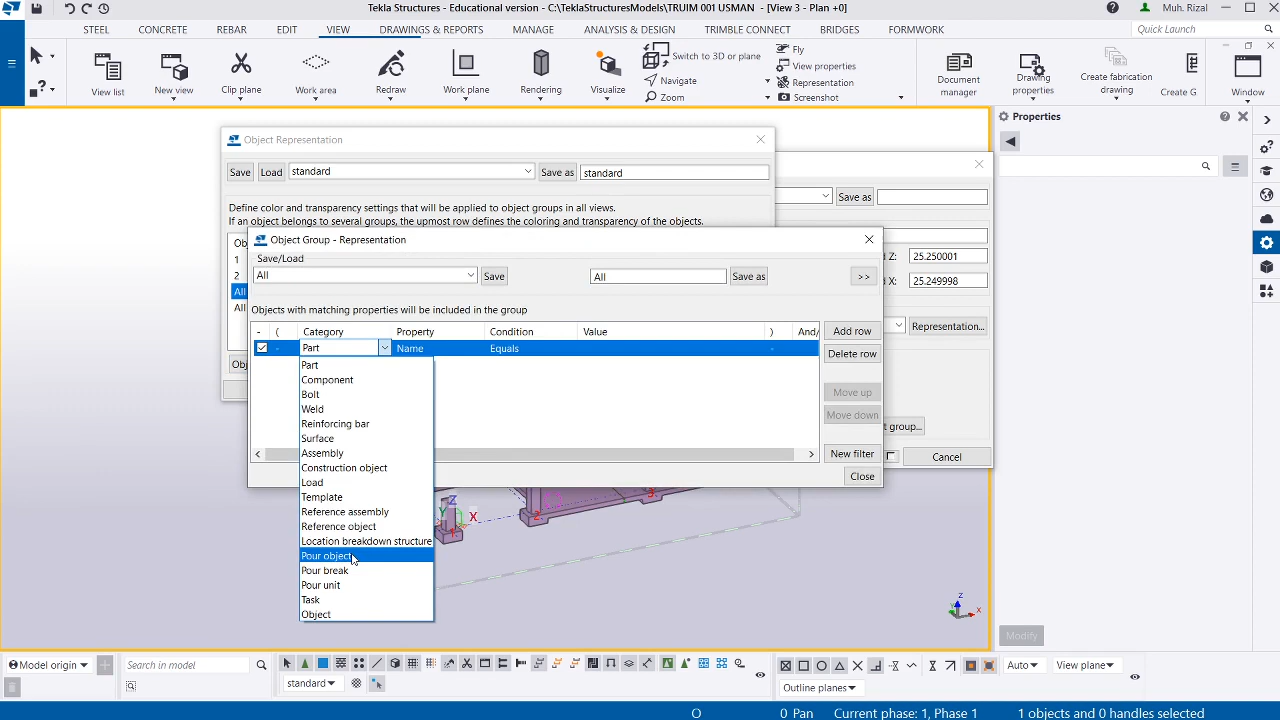 Tekla Structures - Educational version - C:\TeklaStructuresModels\TRUIM 001 USMAN - [View 3 - Plan +0]
Muh. Rizal
STEEL CONCRETE REBAR EDIT VIEW DRAWINGS & REPORTS MANAGE ANALYSIS & DESIGN TRIMBLE CONNECT BRIDGES FORMWORK
Quick Launch
View list
New view
Clip plane
Work area
Redraw
Switch to 3D or plane
Navigate
Zoom
Work plane
Rendering
Visualize
Fly
View properties
Representation
Screenshot
Document manager
Drawing properties
Create fabrication drawing
Create G
Window
Object Representation
Save Load standard Save as standard
Define color and transparency settings that will be applied to object groups in all views.
If an object belongs to several groups, the upmost row defines the coloring and transparency of the objects.
Obj
1
2
All
All
Obj
Save as
Z: 25.250001
X: 25.249998
Representation...
t group...
Cancel
Properties
Modify
Object Group - Representation
Save/Load
All Save All Save as >>
Objects with matching properties will be included in the group
- ( Category Property Condition Value ) And/
- Part Name Equals -
Add row
Delete row
Move up
Move down
New filter
Close
Part
Component
Bolt
Weld
Reinforcing bar
Surface
Assembly
Construction object
Load
Template
Reference assembly
Reference object
Location breakdown structure
Pour object
Pour break
Pour unit
Task
Object
Z
Y
X
1
2
3
Z
X
Model origin
Search in model
standard
Auto
View plane
Outline planes
O 0 Pan Current phase: 1, Phase 1 1 objects and 0 handles selected